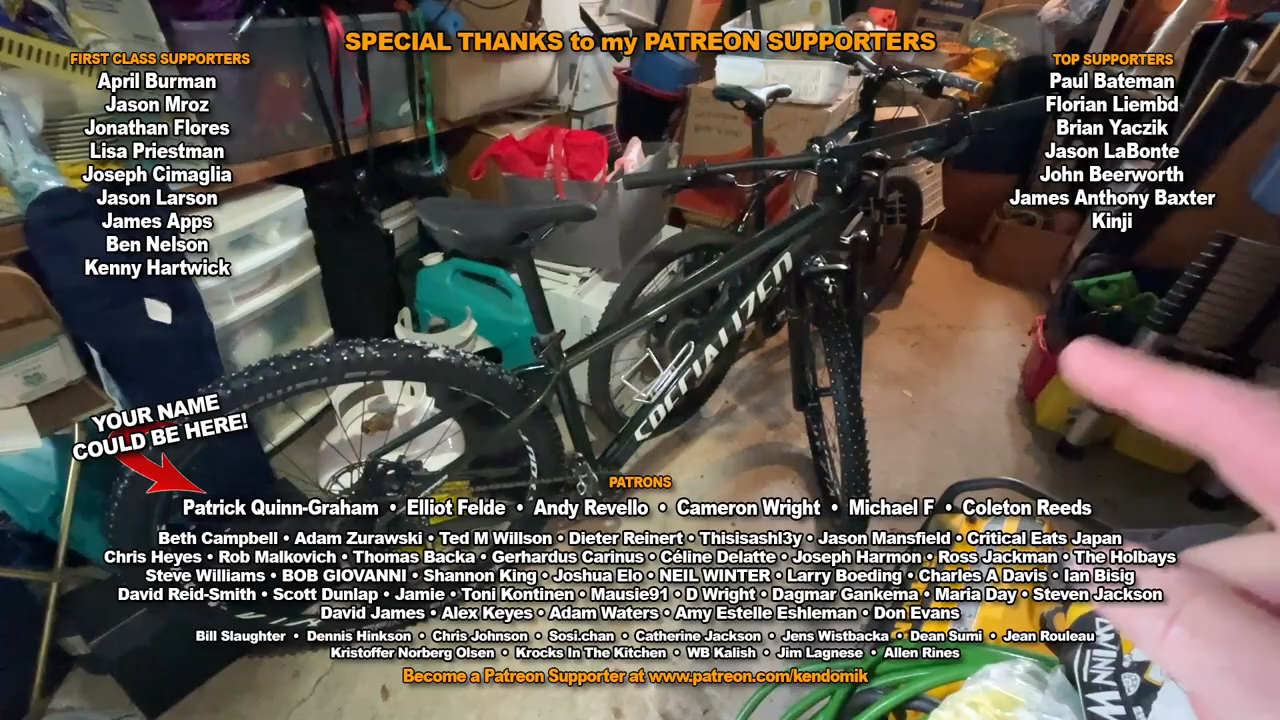 SPECIAL THANKS to my PATREON SUPPORTERS
FIRST CLASS SUPPORTERS
April Burman
Jason Mroz
Jonathan Flores
Lisa Priestman
Joseph Cimaglia
Jason Larson
James Apps
Ben Nelson
Kenny Hartwick
TOP SUPPORTERS
Paul Bateman
Florian Liembd
Brian Yaczik
Jason LaBonte
John Beerworth
James Anthony Baxter
Kinji
SPECIALIZED
YOUR NAME
COULD BE HERE!
PATRONS
Patrick Quinn-Graham • Elliot Felde • Andy Revello • Cameron Wright • Michael F • Coleton Reeds
Beth Campbell • Adam Zurawski • Ted M Willson • Dieter Reinert • Thisisashl3y • Jason Mansfield • Critical Eats Japan
Chris Heyes • Rob Malkovich • Thomas Backa • Gerhardus Carinus • Céline Delatte • Joseph Harmon • Ross Jackman • The Holbays
Steve Williams • BOB GIOVANNI • Shannon King • Joshua Elo • NEIL WINTER • Larry Boeding • Charles A Davis • Ian Bisig
David Reid-Smith • Scott Dunlap • Jamie • Toni Kontinen • Mausie91 • D Wright • Dagmar Gankema • Maria Day • Steven Jackson
David James • Alex Keyes • Adam Waters • Amy Estelle Eshleman • Don Evans
Bill Slaughter • Dennis Hinkson • Chris Johnson • Sosi.chan • Catherine Jackson • Jens Wistbacka • Dean Sumi • Jean Rouleau
Kristoffer Norberg Olsen • Krocks In The Kitchen • WB Kalish • Jim Lagnese • Allen Rines
Become a Patreon Supporter at www.patreon.com/kendomik